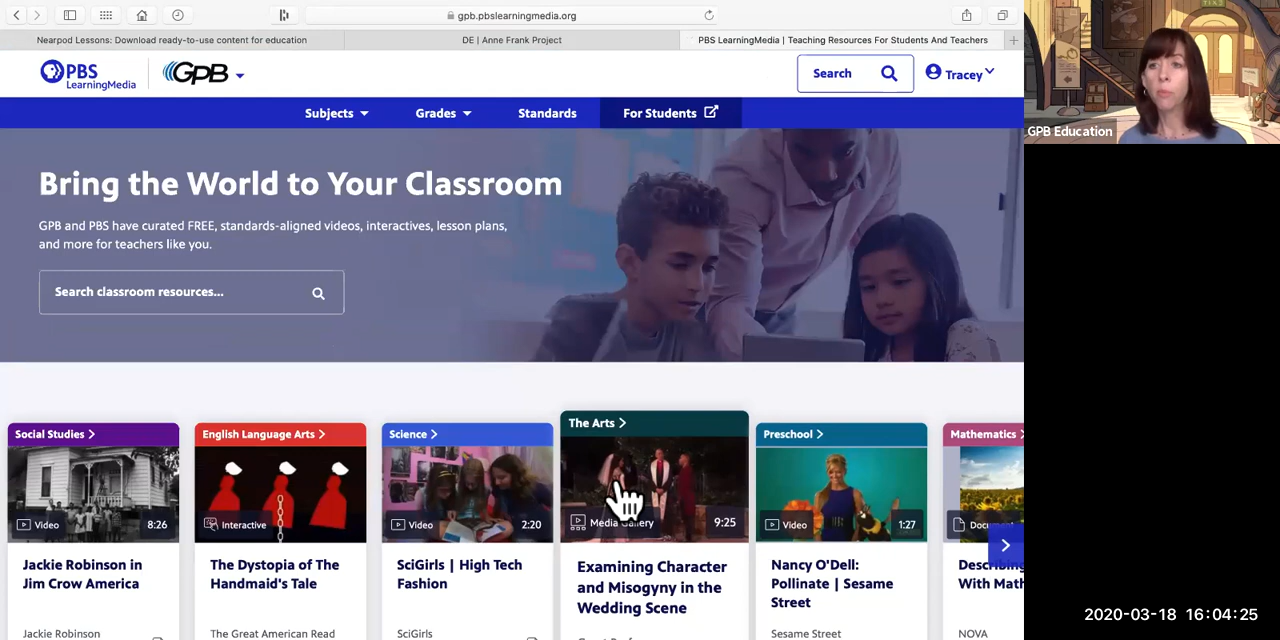 gpb.pbslearningmedia.org
Nearpod Lessons: Download ready-to-use content for education
DE | Anne Frank Project
PBS LearningMedia | Teaching Resources For Students And Teachers
PBS
LearningMedia
GPB
Search
Tracey
GPB Education
Subjects
Grades
Standards
For Students
Bring the World to Your Classroom
GPB and PBS have curated FREE, standards-aligned videos, interactives, lesson plans,
and more for teachers like you.
Search classroom resources...
Social Studies
English Language Arts
Science
The Arts
Preschool
Mathematics
Video
8:26
Interactive
Video
2:20
Media Gallery
9:25
Video
1:27
Jackie Robinson in
Jim Crow America
The Dystopia of The
Handmaid's Tale
SciGirls | High Tech
Fashion
Examining Character
and Misogyny in the
Wedding Scene
Nancy O'Dell:
Pollinate | Sesame
Street
With Math
Jackie Robinson
The Great American Read
SciGirls
Sesame Street
NOVA
2020-03-18 16:04:25